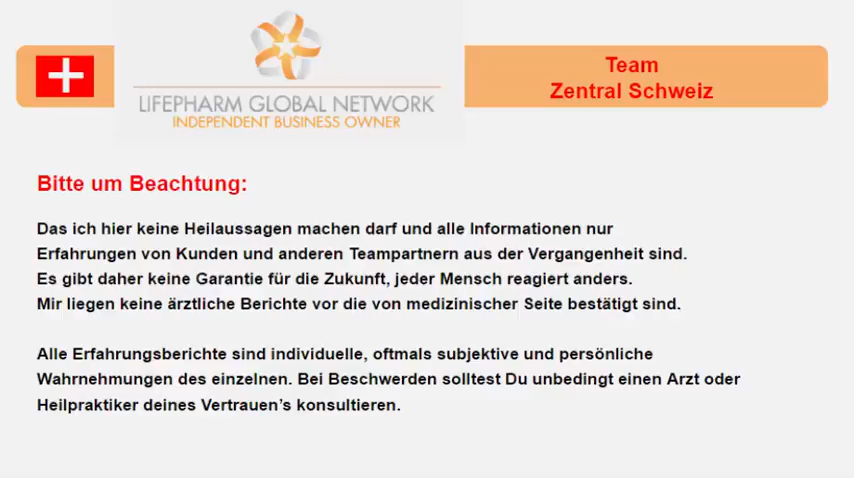 LIFEPHARM GLOBAL NETWORK
INDEPENDENT BUSINESS OWNER
Team
Zentral Schweiz
Bitte um Beachtung:
Das ich hier keine Heilaussagen machen darf und alle Informationen nur
Erfahrungen von Kunden und anderen Teampartnern aus der Vergangenheit sind.
Es gibt daher keine Garantie für die Zukunft, jeder Mensch reagiert anders.
Mir liegen keine ärztliche Berichte vor die von medizinischer Seite bestätigt sind.
Alle Erfahrungsberichte sind individuelle, oftmals subjektive und persönliche
Wahrnehmungen des einzelnen. Bei Beschwerden solltest Du unbedingt einen Arzt oder
Heilpraktiker deines Vertrauen’s konsultieren.